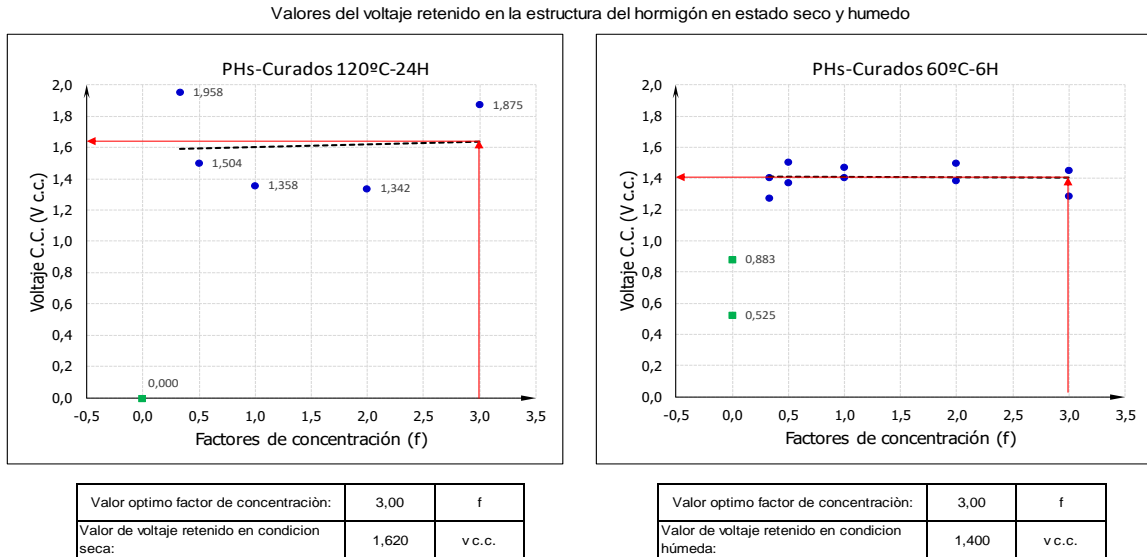 Valores del voltaje retenido en la estructura del hormigón en estado seco y humedo
PHs-Curados 120ºC-24H
Voltaje C.C. (V c.c.)
2,0
1,8
1,6
1,4
1,2
1,0
0,8
0,6
0,4
0,2
0,0
1,958
1,875
1,504
1,358
1,342
0,000
-0,5 0,0 0,5 1,0 1,5 2,0 2,5 3,0 3,5
Factores de concentración (f)
PHs-Curados 60ºC-6H
Voltaje C.C. (V c.c.)
2,0
1,8
1,6
1,4
1,2
1,0
0,8
0,6
0,4
0,2
0,0
0,883
0,525
-0,5 0,0 0,5 1,0 1,5 2,0 2,5 3,0 3,5
Factores de concentración (f)
Valor optimo factor de concentraciòn: 3,00 f
Valor de voltaje retenido en condicion
seca: 1,620 v c.c.
Valor optimo factor de concentraciòn: 3,00 f
Valor de voltaje retenido en condicion
húmeda: 1,400 v c.c.